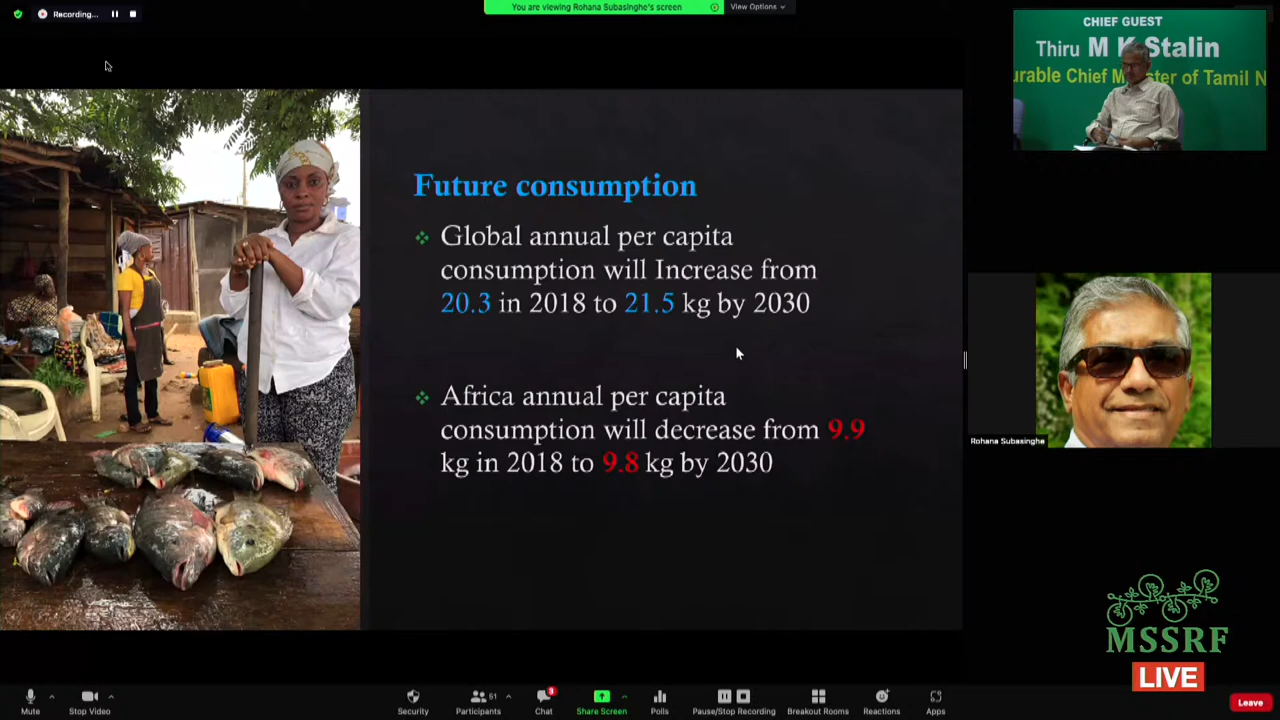 Recording...
You are viewing Rohana Subasinghe's screen
View Options
CHIEF GUEST
Thiru M K Stalin
urable Chief M ster of Tamil N
Future consumption
Global annual per capita
consumption will Increase from
20.3 in 2018 to 21.5 kg by 2030
Africa annual per capita
consumption will decrease from 9.9
kg in 2018 to 9.8 kg by 2030
Rohana Subasinghe
MSSRF
LIVE
Mute
Stop Video
Security
Participants
61
Chat
Share Screen
Polls
Pause/Stop Recording
Breakout Rooms
Reactions
Apps
Leave